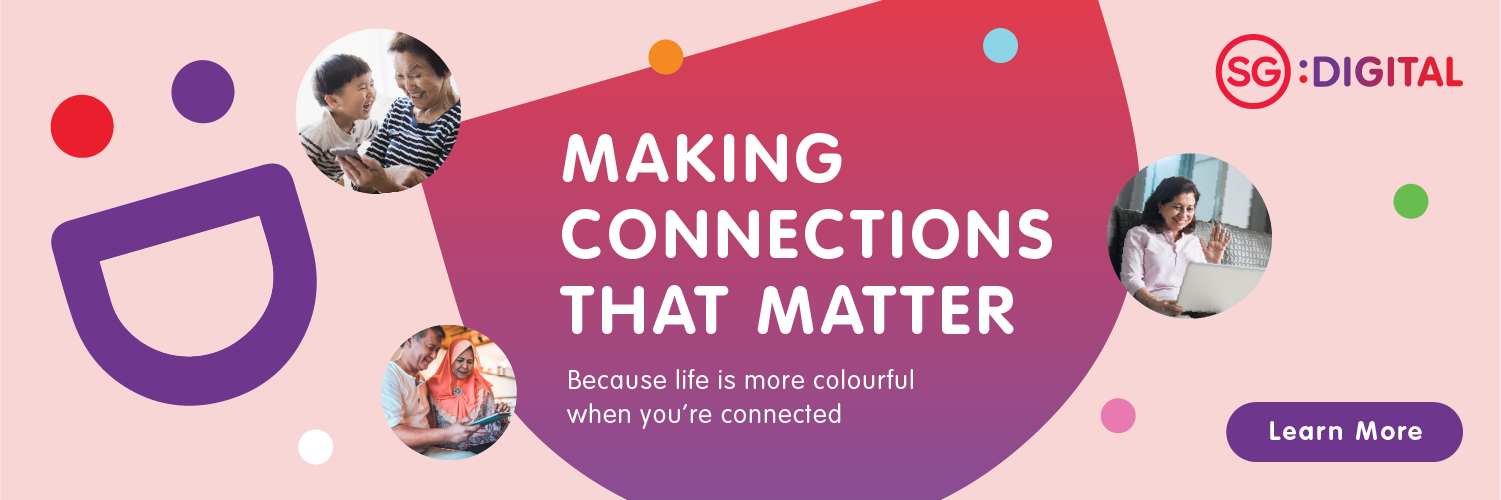 SG :DIGITAL
MAKING
CONNECTIONS
THAT MATTER
Because life is more colourful
when you're connected
Learn More